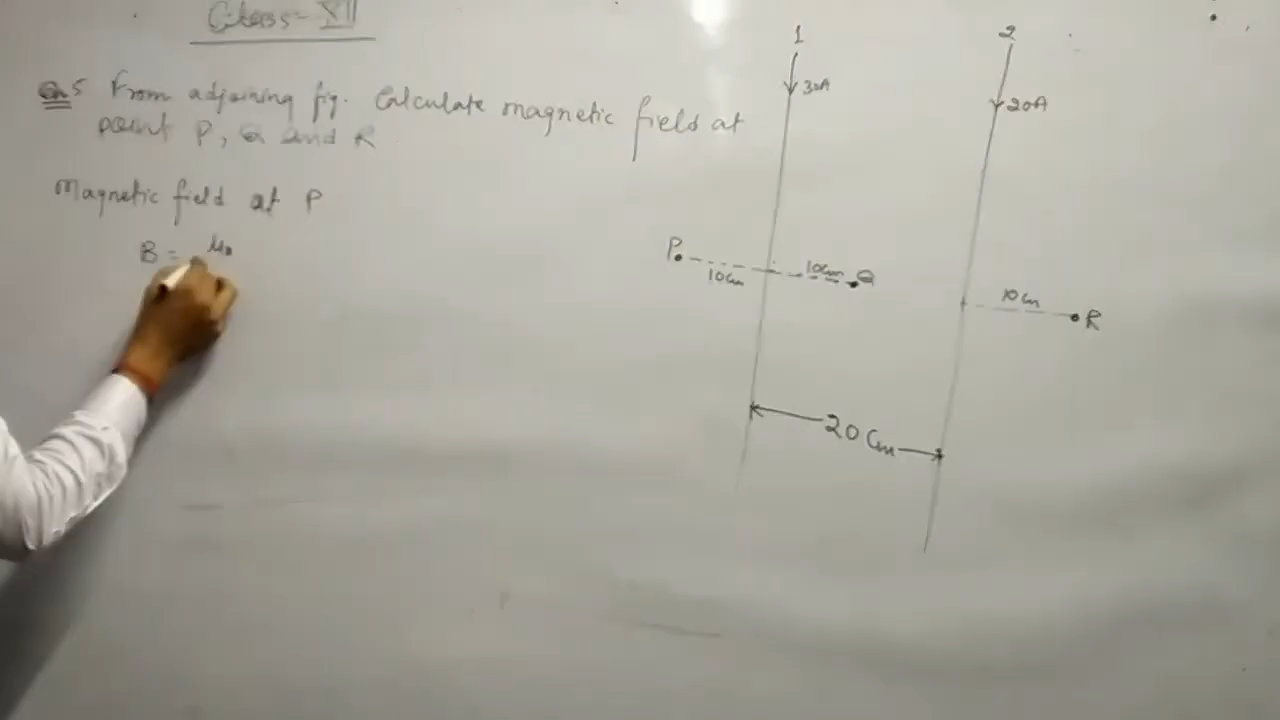 Class-XII
Qn5 From adjoining fig. Calculate magnetic field at
point P, Q and R
Magnetic field at P
B = μ0
1
30A
2
20A
P
10cm
10cm
Q
10cm
R
20 Cm